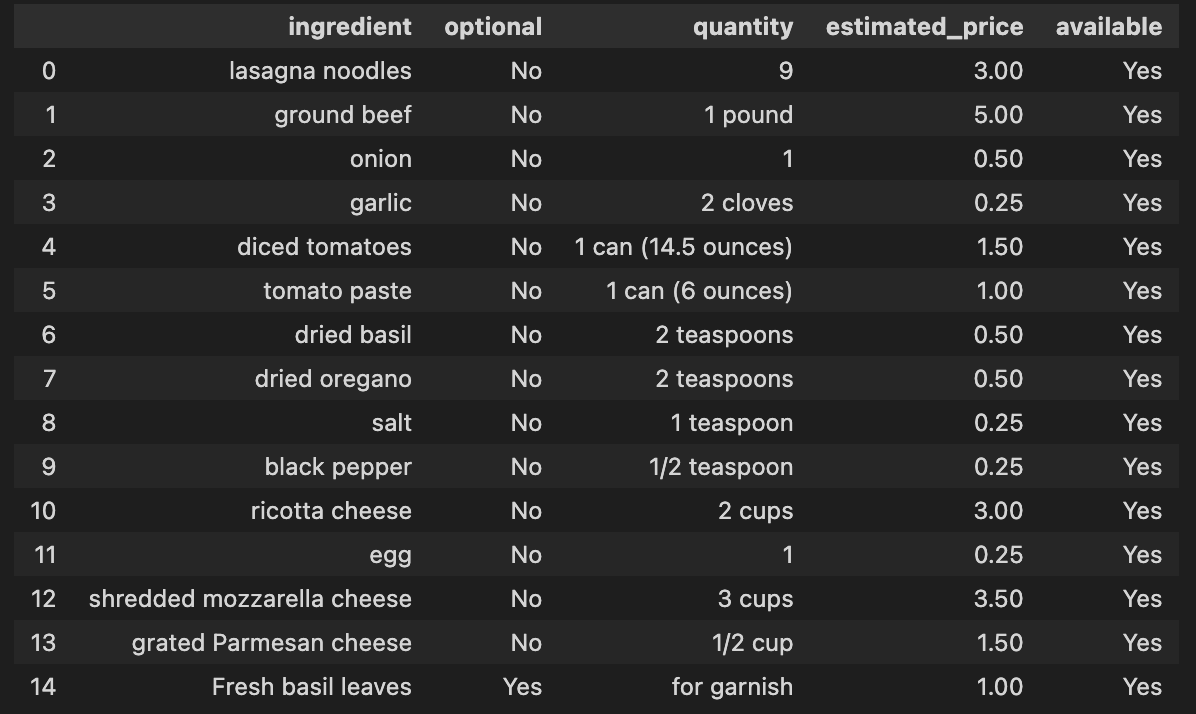 ingredient optional quantity estimated_price available
0 lasagna noodles No 9 3.00 Yes
1 ground beef No 1 pound 5.00 Yes
2 onion No 1 0.50 Yes
3 garlic No 2 cloves 0.25 Yes
4 diced tomatoes No 1 can (14.5 ounces) 1.50 Yes
5 tomato paste No 1 can (6 ounces) 1.00 Yes
6 dried basil No 2 teaspoons 0.50 Yes
7 dried oregano No 2 teaspoons 0.50 Yes
8 salt No 1 teaspoon 0.25 Yes
9 black pepper No 1/2 teaspoon 0.25 Yes
10 ricotta cheese No 2 cups 3.00 Yes
11 egg No 1 0.25 Yes
12 shredded mozzarella cheese No 3 cups 3.50 Yes
13 grated Parmesan cheese No 1/2 cup 1.50 Yes
14 Fresh basil leaves Yes for garnish 1.00 Yes